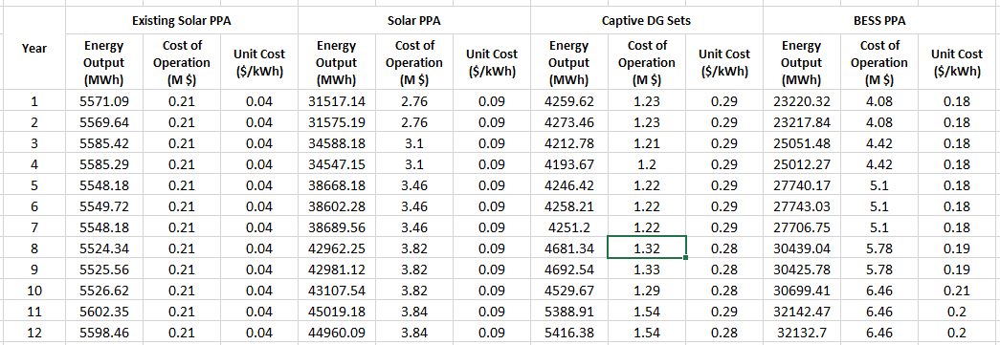 Existing Solar PPA Solar PPA Captive DG Sets BESS PPA
Year Energy Output (MWh) Cost of Operation (M $) Unit Cost ($/kWh) Energy Output (MWh) Cost of Operation (M $) Unit Cost ($/kWh) Energy Output (MWh) Cost of Operation (M $) Unit Cost ($/kWh) Energy Output (MWh) Cost of Operation (M $) Unit Cost ($/kWh)
1 5571.09 0.21 0.04 31517.14 2.76 0.09 4259.62 1.23 0.29 23220.32 4.08 0.18
2 5569.64 0.21 0.04 31575.19 2.76 0.09 4273.46 1.23 0.29 23217.84 4.08 0.18
3 5585.42 0.21 0.04 34588.18 3.1 0.09 4212.78 1.21 0.29 25051.48 4.42 0.18
4 5585.29 0.21 0.04 34547.15 3.1 0.09 4193.67 1.2 0.29 25012.27 4.42 0.18
5 5548.18 0.21 0.04 38668.18 3.46 0.09 4246.42 1.22 0.29 27740.17 5.1 0.18
6 5549.72 0.21 0.04 38602.28 3.46 0.09 4258.21 1.22 0.29 27743.03 5.1 0.18
7 5548.18 0.21 0.04 38689.56 3.46 0.09 4251.2 1.22 0.29 27706.75 5.1 0.18
8 5524.34 0.21 0.04 42962.25 3.82 0.09 4681.34 1.32 0.28 30439.04 5.78 0.19
9 5525.56 0.21 0.04 42981.12 3.82 0.09 4692.54 1.33 0.28 30425.78 5.78 0.19
10 5526.62 0.21 0.04 43107.54 3.82 0.09 4529.67 1.29 0.28 30699.41 6.46 0.21
11 5602.35 0.21 0.04 45019.18 3.84 0.09 5388.91 1.54 0.29 32142.47 6.46 0.2
12 5598.46 0.21 0.04 44960.09 3.84 0.09 5416.38 1.54 0.28 32132.7 6.46 0.2